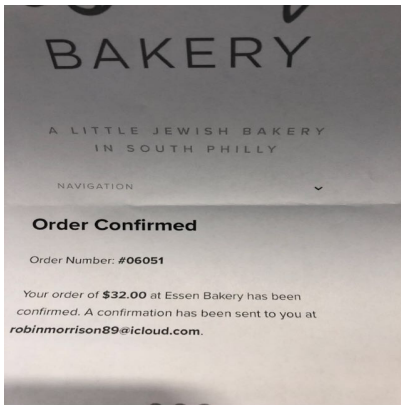 BAKERY
A LITTLE JEWISH BAKERY
IN SOUTH PHILLY
NAVIGATION
Order Confirmed
Order Number: #06051
Your order of $32.00 at Essen Bakery has been
confirmed. A confirmation has been sent to you at
robinmorrison89@icloud.com.